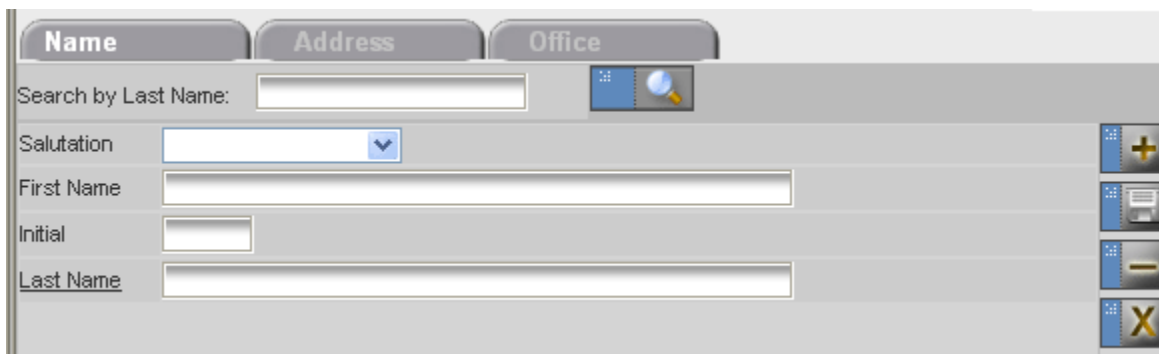 Name Address Office
Search by Last Name:
Salutation
First Name
Initial
Last Name